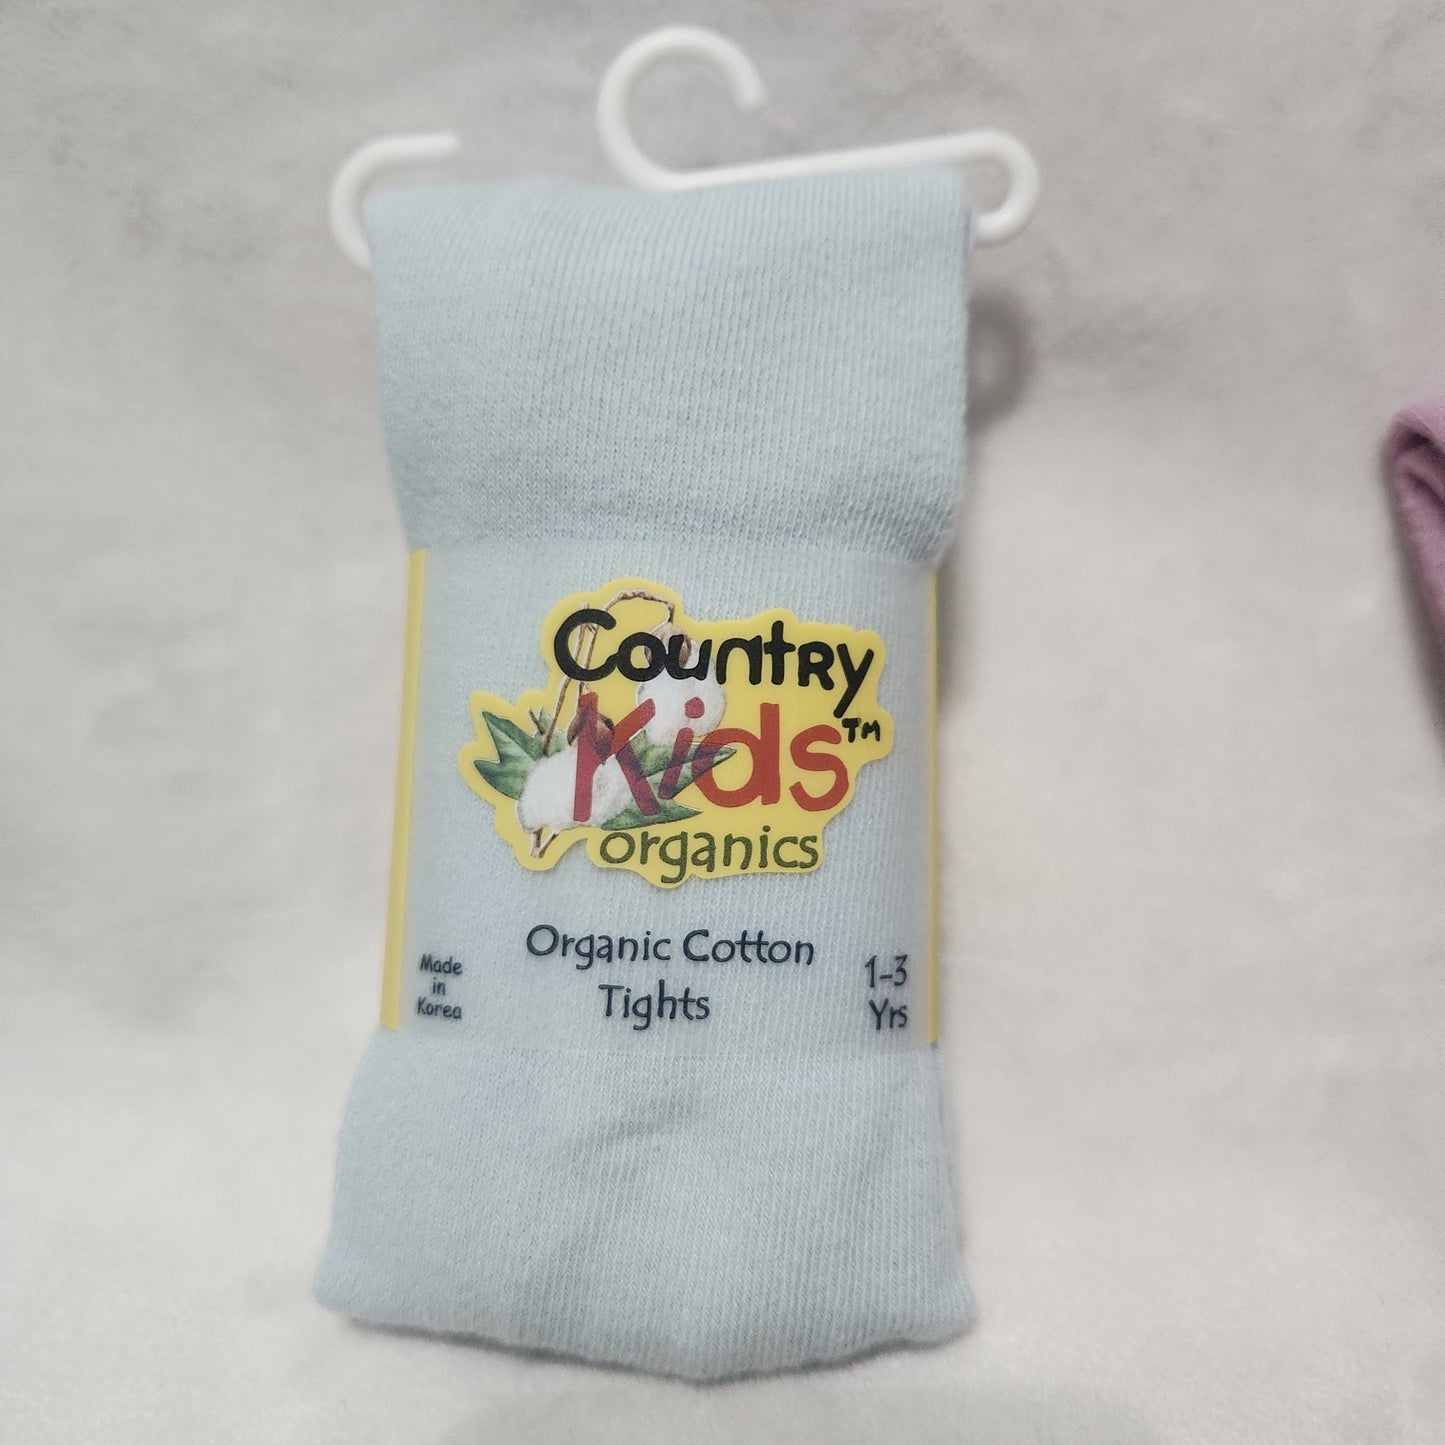 Country
Kids™
organics
Organic Cotton
Tights
Made
in
Korea
1-3
Yrs